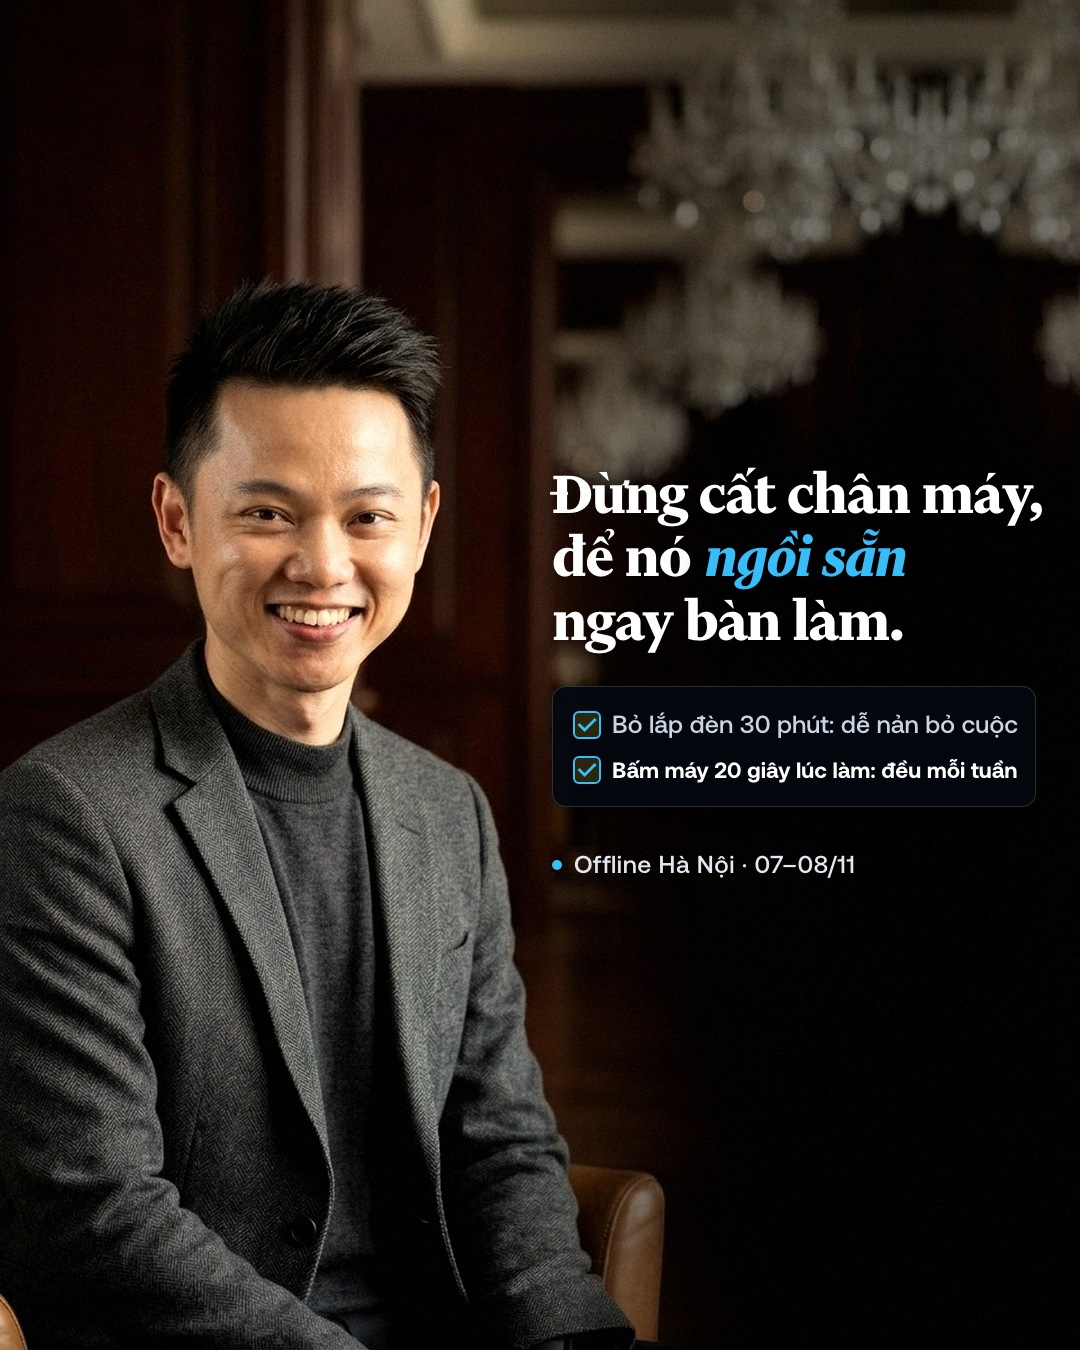 Đừng cất chân máy,
để nó ngồi sẵn
ngay bàn làm.
Bỏ lắp đèn 30 phút: dễ nản bỏ cuộc
Bấm máy 20 giây lúc làm: đều mỗi tuần
Offline Hà Nội · 07–08/11